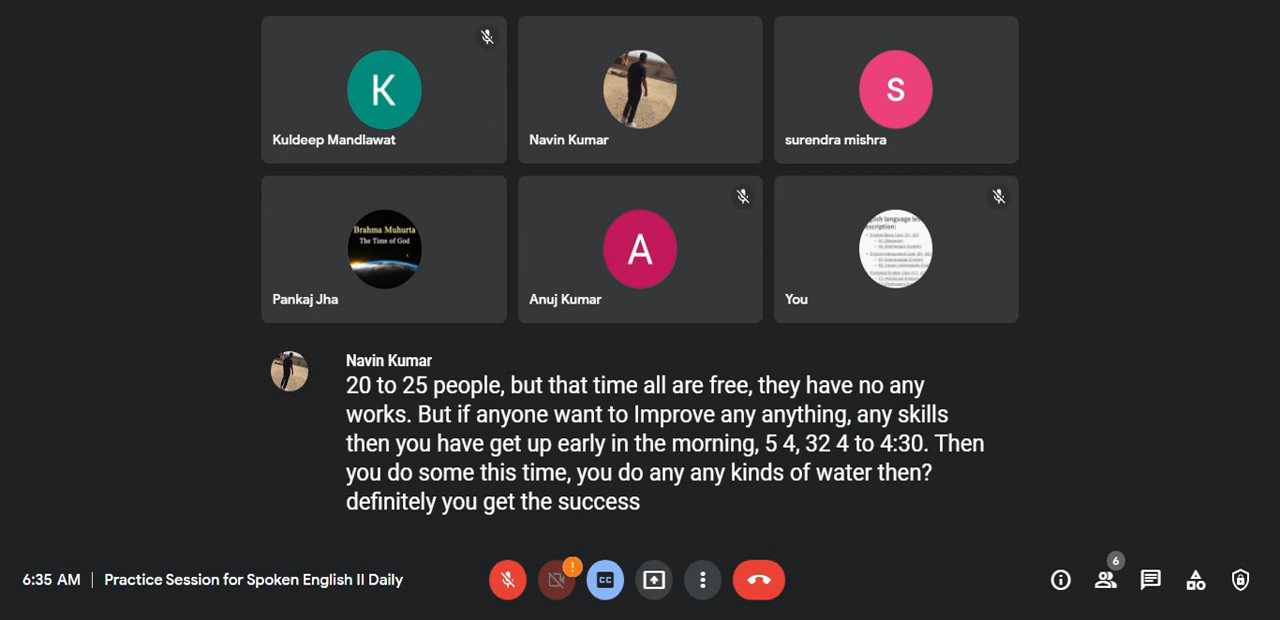 K
Kuldeep Mandlawat
Navin Kumar
S
surendra mishra
Brahma Muhurta
The Time of God
Pankaj Jha
A
Anuj Kumar
You
Navin Kumar
20 to 25 people, but that time all are free, they have no any
works. But if anyone want to Improve any anything, any skills
then you have get up early in the morning, 5 4, 32 4 to 4:30. Then
you do some this time, you do any any kinds of water then?
definitely you get the success
6:35 AM | Practice Session for Spoken English II Daily
!
CC
6